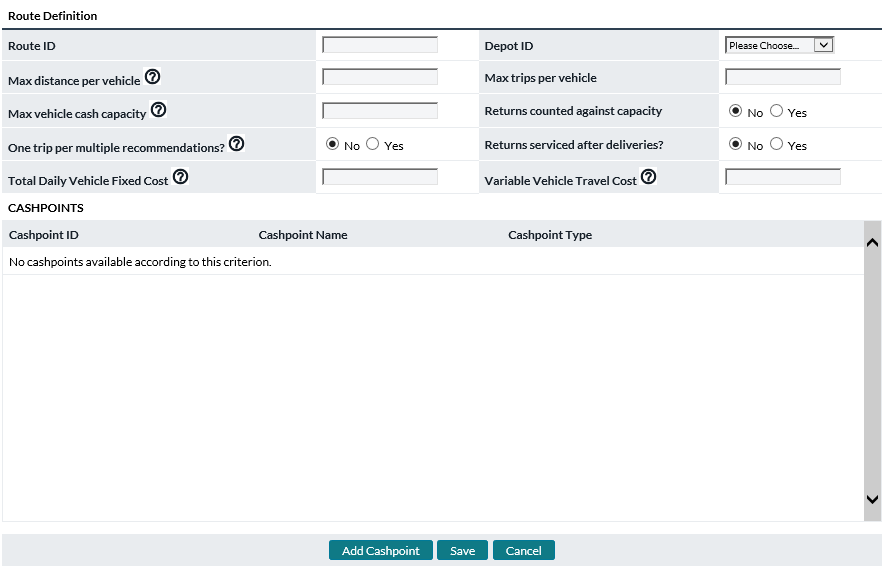 Route Definition
Route ID Depot ID Please Choose...
Max distance per vehicle ? Max trips per vehicle
Max vehicle cash capacity ? Returns counted against capacity No Yes
One trip per multiple recommendations? ? No Yes Returns serviced after deliveries? No Yes
Total Daily Vehicle Fixed Cost ? Variable Vehicle Travel Cost ?
CASHPOINTS
Cashpoint ID Cashpoint Name Cashpoint Type
No cashpoints available according to this criterion.
Add Cashpoint Save Cancel